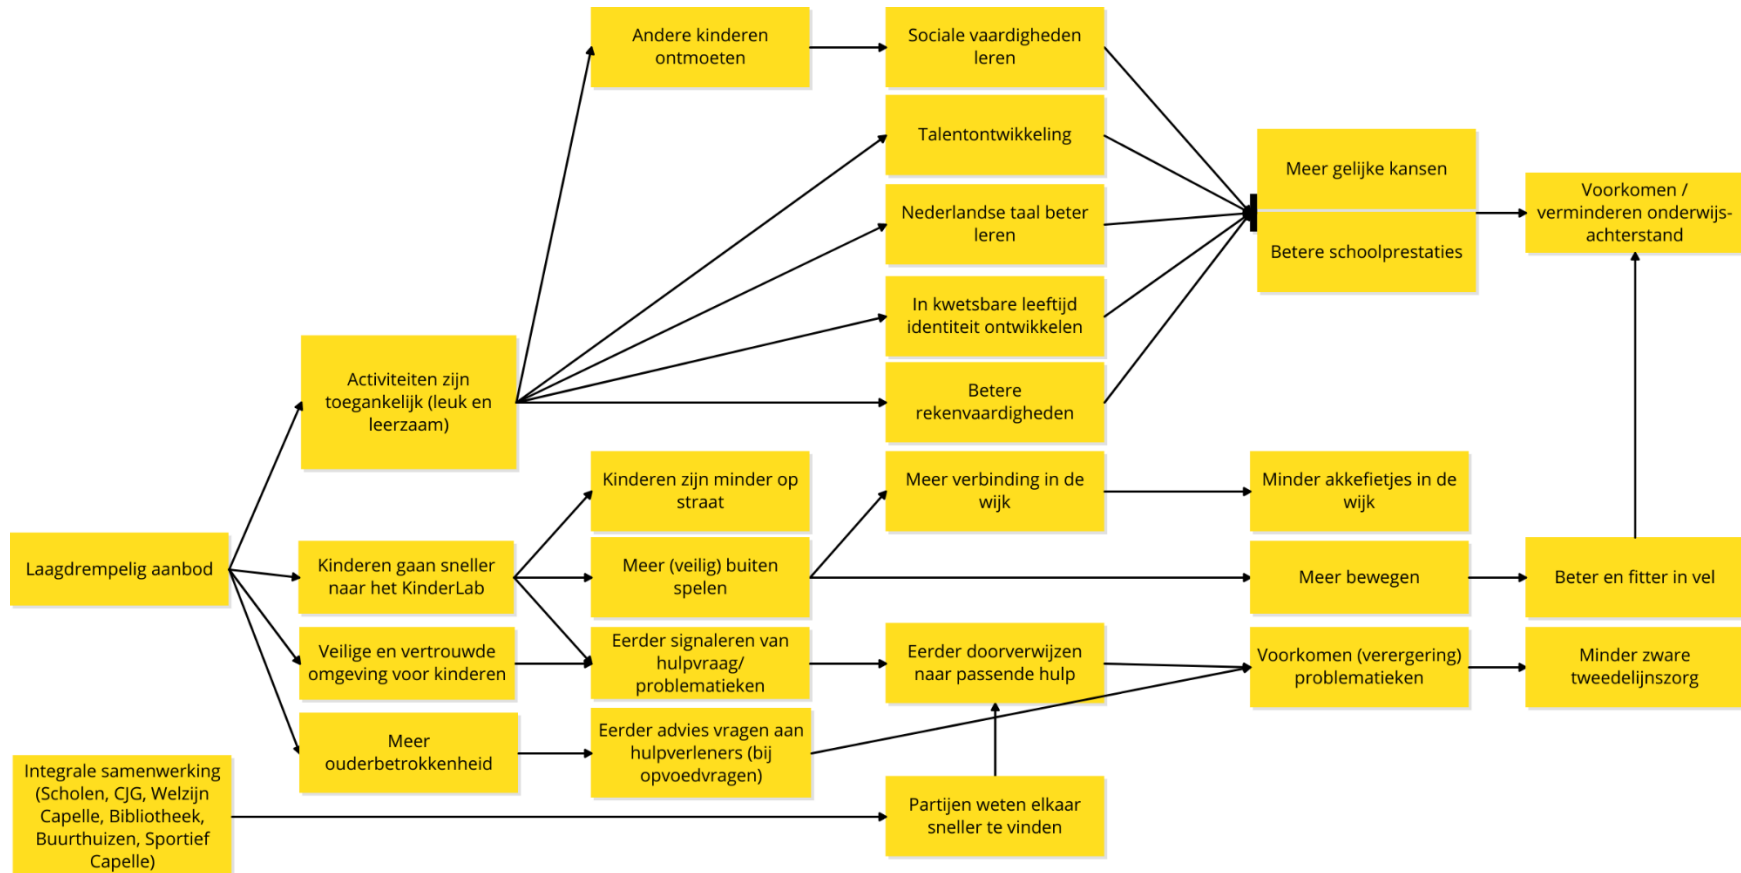 Andere kinderen
ontmoeten
Sociale vaardigheden
leren
Talentontwikkeling
Meer gelijke kansen
Voorkomen /
verminderen onderwijs-
achterstand
Nederlandse taal beter
leren
Betere schoolprestaties
In kwetsbare leeftijd
identiteit ontwikkelen
Activiteiten zijn
toegankelijk (leuk en
leerzaam)
Betere
rekenvaardigheden
Kinderen zijn minder op
straat
Meer verbinding in de
wijk
Minder akkefietjes in de
wijk
Laagdrempelig aanbod
Kinderen gaan sneller
naar het KinderLab
Meer (veilig) buiten
spelen
Meer bewegen
Beter en fitter in vel
Veilige en vertrouwde
omgeving voor kinderen
Eerder signaleren van
hulpvraag/
problematieken
Eerder doorverwijzen
naar passende hulp
Voorkomen (verergering)
problematieken
Minder zware
tweedelijnszorg
Meer
ouderbetrokkenheid
Eerder advies vragen aan
hulpverleners (bij
opvoedvragen)
Integrale samenwerking
(Scholen, CJG, Welzijn
Capelle, Bibliotheek,
Buurthuizen, Sportief
Capelle)
Partijen weten elkaar
sneller te vinden